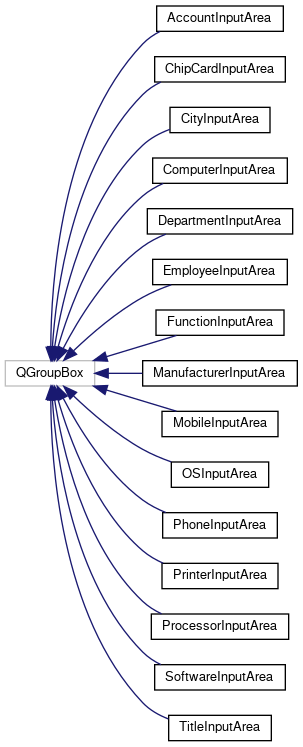 AccountInputArea
ChipCardInputArea
CityInputArea
ComputerInputArea
DepartmentInputArea
EmployeeInputArea
FunctionInputArea
QGroupBox
ManufacturerInputArea
MobileInputArea
OSInputArea
PhoneInputArea
PrinterInputArea
ProcessorInputArea
SoftwareInputArea
TitleInputArea